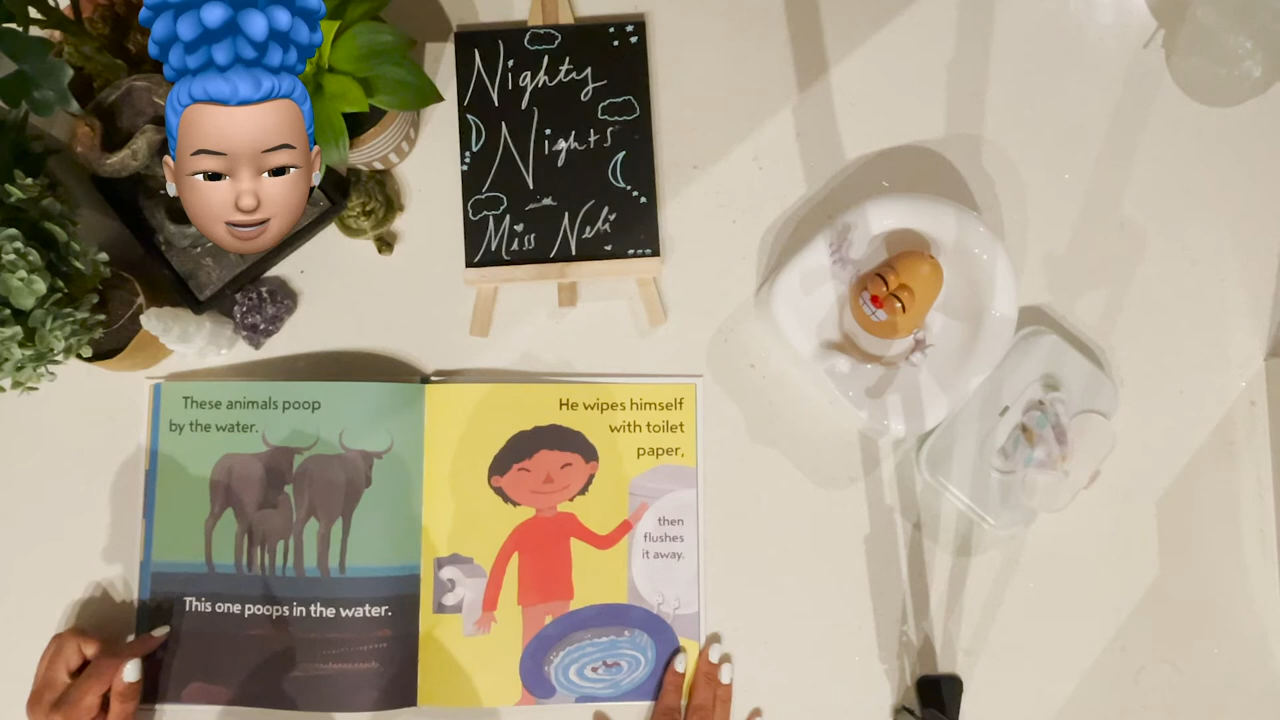 Nighty
Nights
with
Miss Neli
These animals poop
by the water.
This one poops in the water.
He wipes himself
with toilet
paper,
then
flushes
it away.